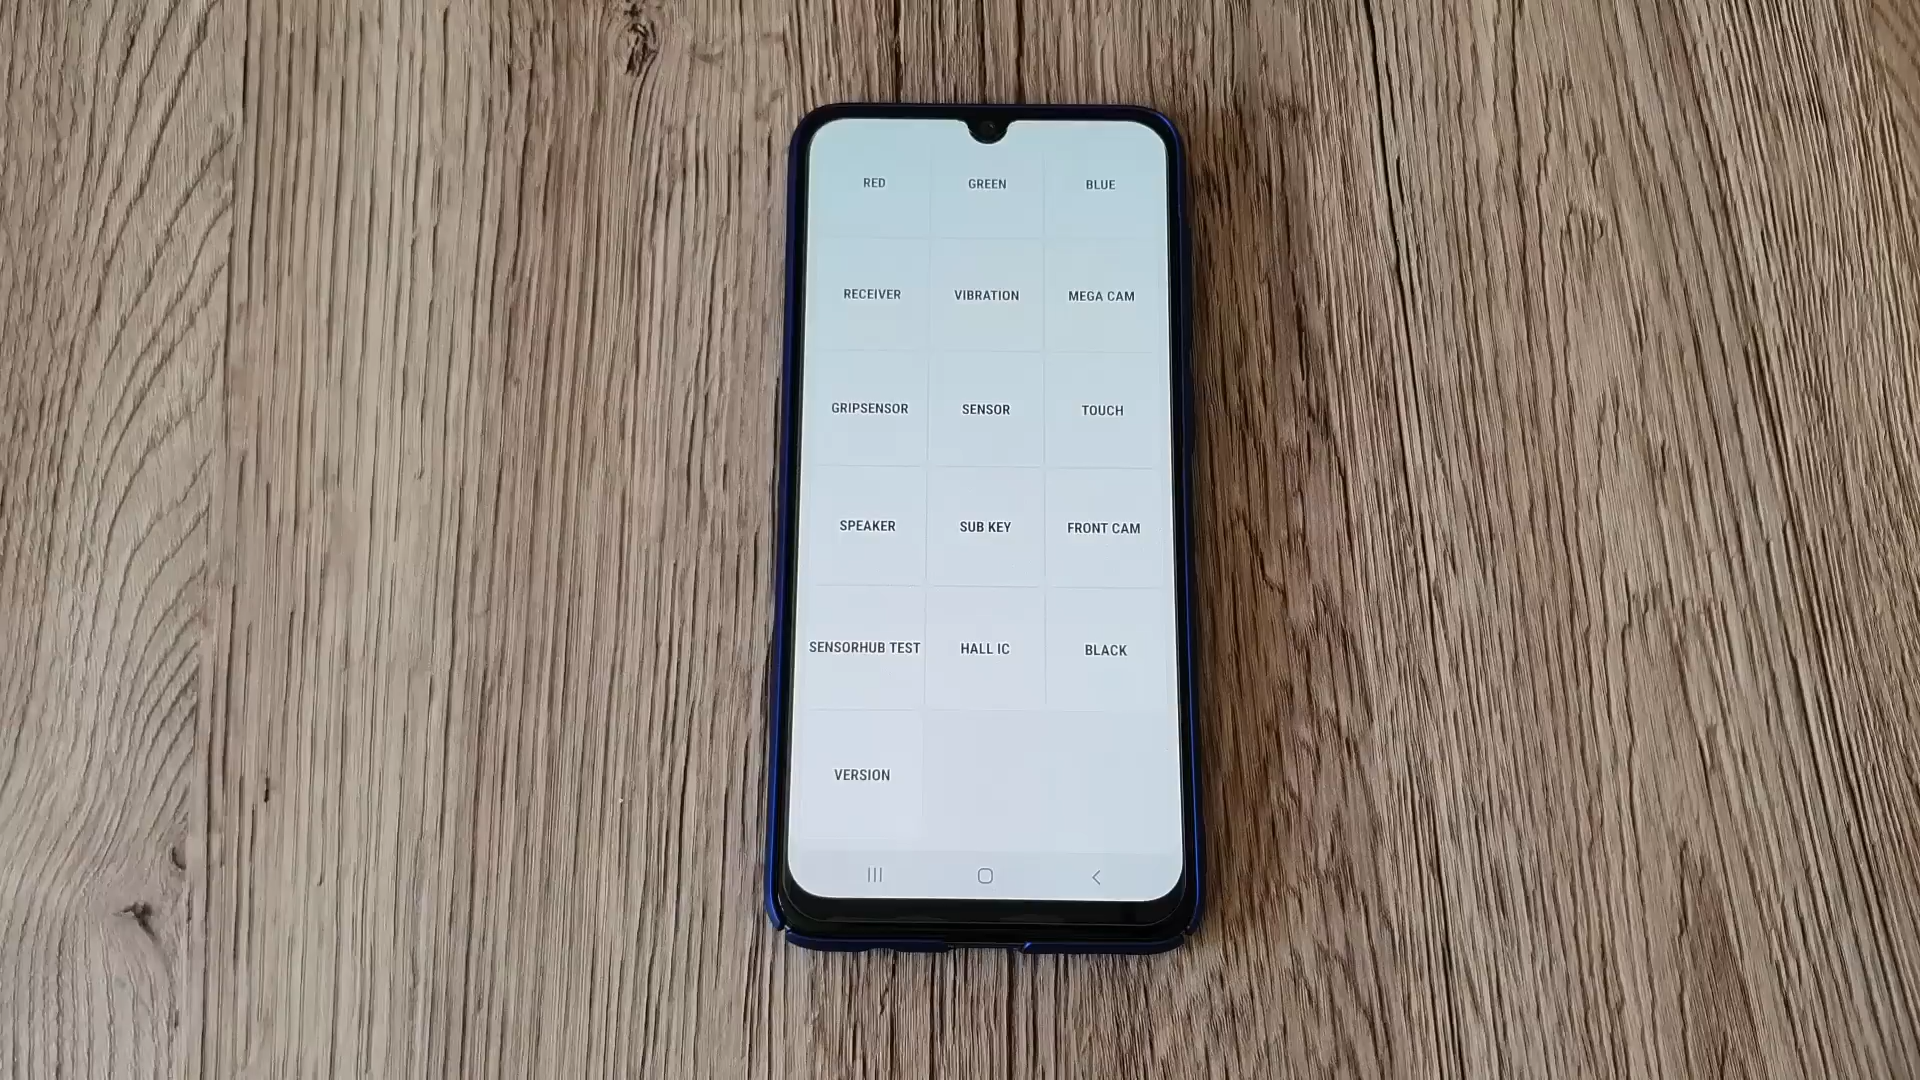 RED GREEN BLUE
RECEIVER VIBRATION MEGA CAM
GRIPSENSOR SENSOR TOUCH
SPEAKER SUB KEY FRONT CAM
SENSORHUB TEST HALL IC BLACK
VERSION